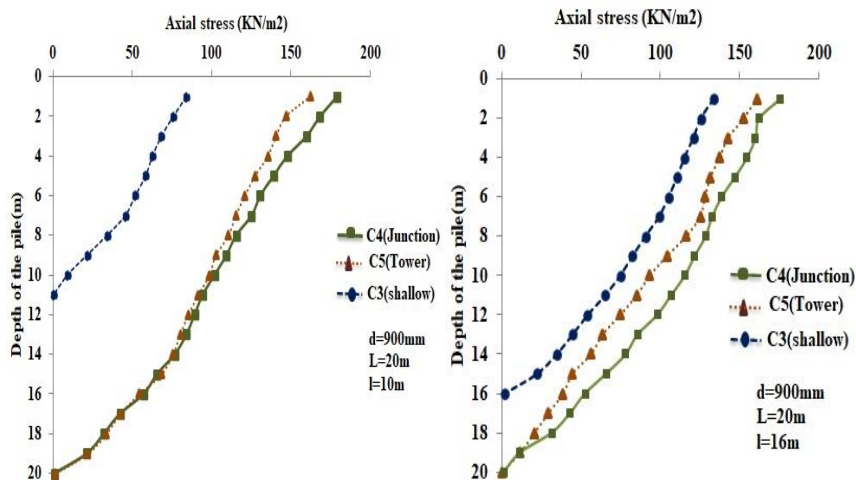 Axial stress (KN/m2)
0 50 100 150 200
0
2
4
6
8
10
12
14
16
18
20
Depth of the pile(m)
C4(Junction)
C5(Tower)
C3(shallow)
d=900mm
L=20m
l=10m
Axial stress (KN/m2)
0 50 100 150 200
0
2
4
6
8
10
12
14
16
18
20
Depth of the pile(m)
C4(Junction)
C5(Tower)
C3(shallow)
d=900mm
L=20m
l=16m